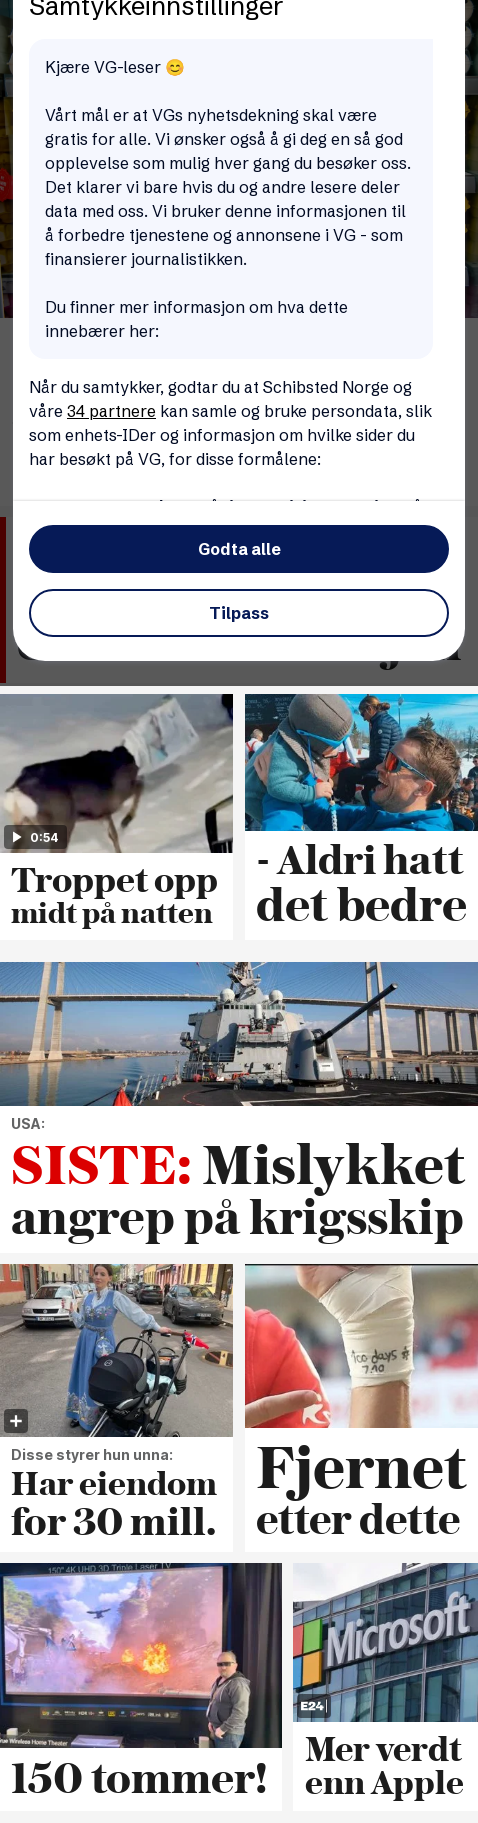 Samtykkeinnstillinger
Kjære VG-leser 😊
Vårt mål er at VGs nyhetsdekning skal være
gratis for alle. Vi ønsker også å gi deg en så god
opplevelse som mulig hver gang du besøker oss.
Det klarer vi bare hvis du og andre lesere deler
data med oss. Vi bruker denne informasjonen til
å forbedre tjenestene og annonsene i VG - som
finansierer journalistikken.
Du finner mer informasjon om hva dette
innebærer her:
Når du samtykker, godtar du at Schibsted Norge og
våre 34 partnere kan samle og bruke persondata, slik
som enhets-IDer og informasjon om hvilke sider du
har besøkt på VG, for disse formålene:
Godta alle
Tilpass
0:54
Troppet opp
midt på natten
- Aldri hatt
det bedre
USA:
SISTE: Mislykket
angrep på krigsskip
Disse styrer hun unna:
Har eiendom
for 30 mill.
100 days
7.10
Fjernet
etter dette
150" 4K UHD 3D Triple Laser TV
True Wireless Home Theater
150 tommer!
Microsoft
E24
Mer verdt
enn Apple